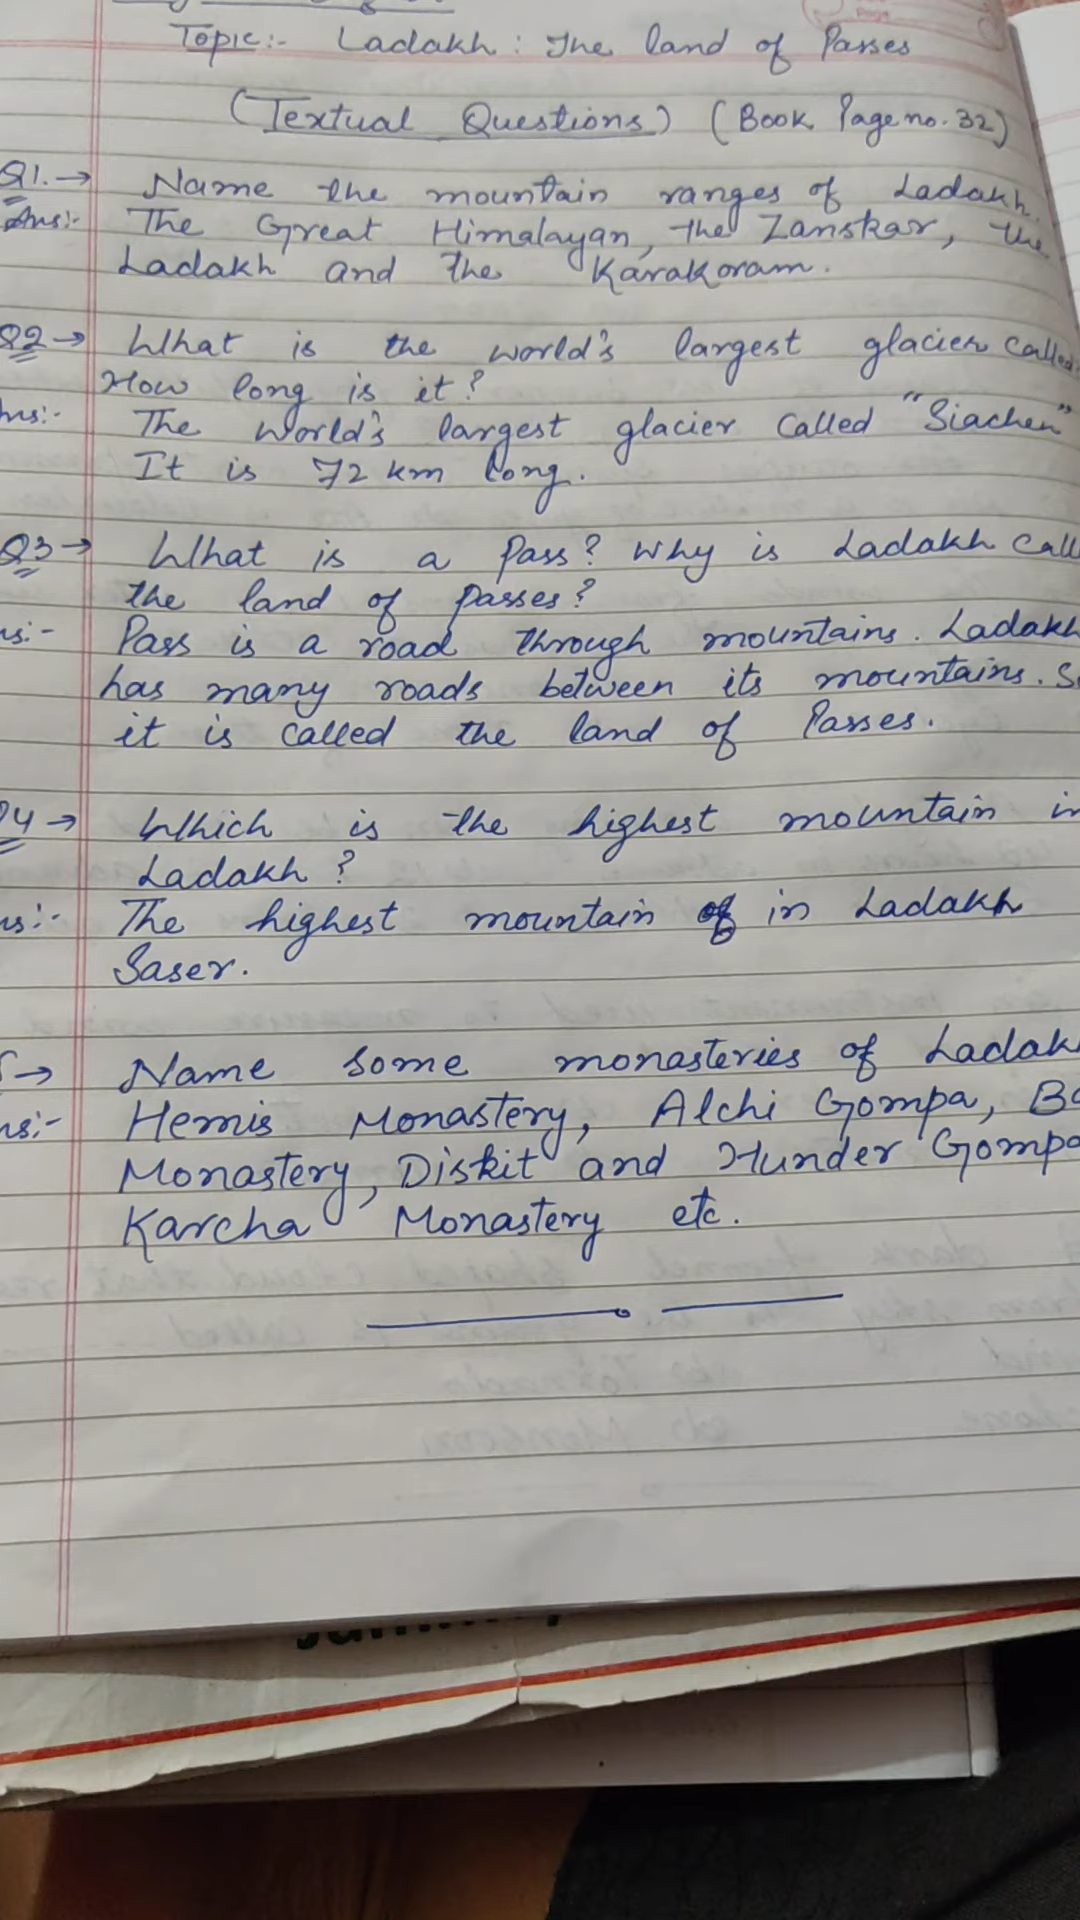 Topic:- Ladakh : The land of Passes
(Textual Questions) (Book Page no. 32)
Q1.→ Name the mountain ranges of Ladakh.
Ans:- The Great Himalayan, the Zanskar, the
Ladakh and the Karakoram.
Q2→ What is the world's largest glacier called.
How long is it?
Ans:- The world's largest glacier called "Siachen"
It is 72 km long.
Q3→ What is a pass? Why is Ladakh call
the land of passes?
ns:- Pass is a road through mountains. Ladakh
has many roads between its mountains. S
it is called the land of Passes.
Q4→ Which is the highest mountain in
Ladakh ?
ns:- The highest mountain in Ladakh
Saser.
→ Name some monasteries of Ladak
ns:- Hemis Monastery, Alchi Gompa, B
Monastery, Diskit and Hunder Gompa
Karcha Monastery etc.